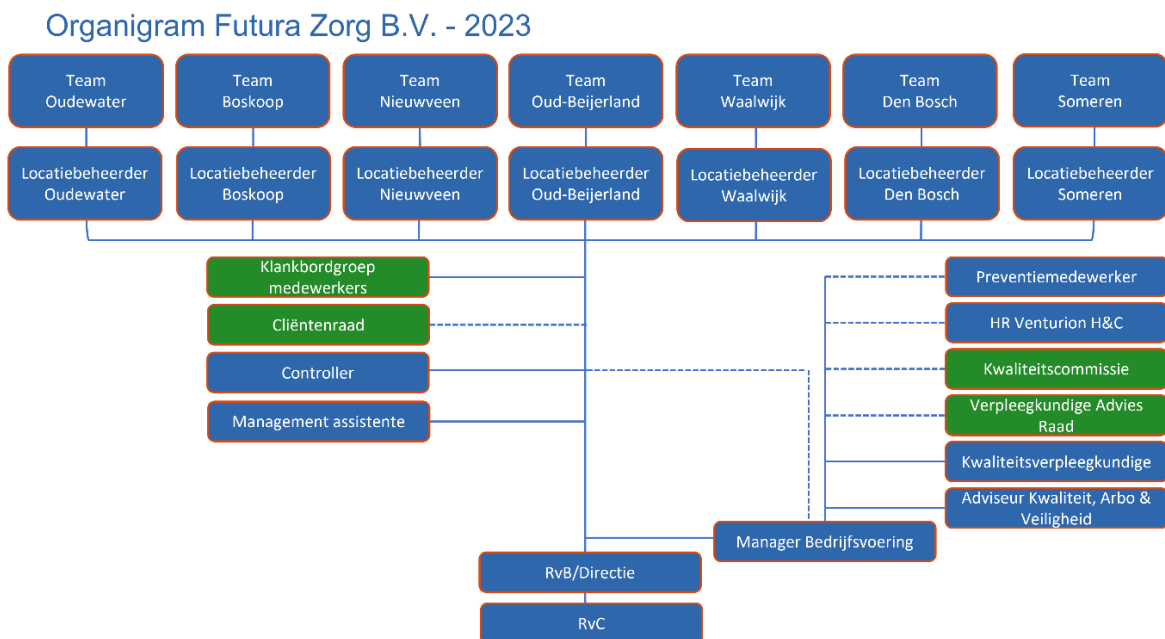 Organigram Futura Zorg B.V. - 2023
Team
Oudewater
Team
Boskoop
Team
Nieuwveen
Team
Oud-Beijerland
Team
Waalwijk
Team
Den Bosch
Team
Someren
Locatiebeheerder
Oudewater
Locatiebeheerder
Boskoop
Locatiebeheerder
Nieuwveen
Locatiebeheerder
Oud-Beijerland
Locatiebeheerder
Waalwijk
Locatiebeheerder
Den Bosch
Locatiebeheerder
Someren
Klankbordgroep
medewerkers
Cliëntenraad
Controller
Management assistente
Preventiemedewerker
HR Venturion H&C
Kwaliteitscommissie
Verpleegkundige Advies
Raad
Kwaliteitsverpleegkundige
Adviseur Kwaliteit, Arbo &
Veiligheid
Manager Bedrijfsvoering
RvB/Directie
RvC